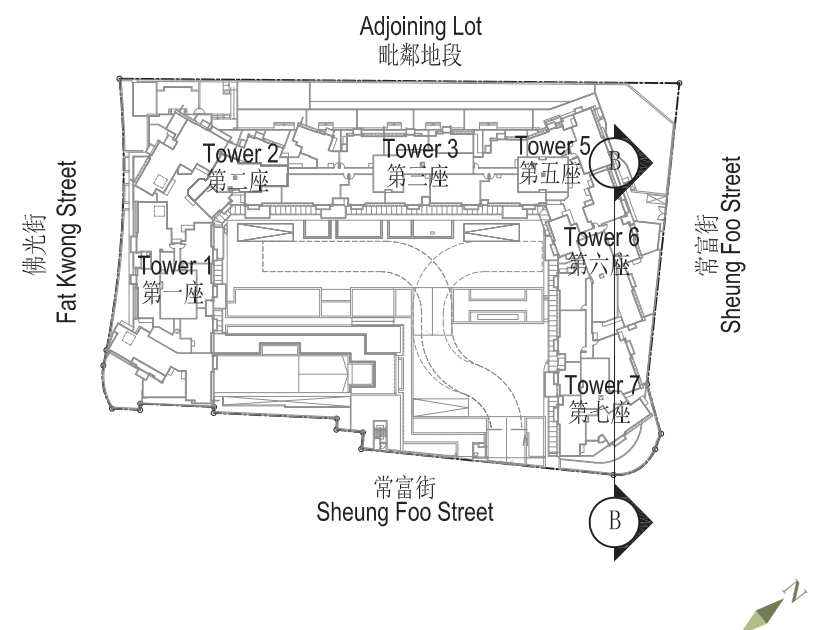 Adjoining Lot
毗鄰地段
Tower 2
第二座
Tower 3
第三座
Tower 5
第五座
B
佛光街
Fat Kwong Street
常富街
Sheung Foo Street
Tower 1
第一座
Tower 6
第六座
Tower 7
第七座
常富街
Sheung Foo Street
B
N